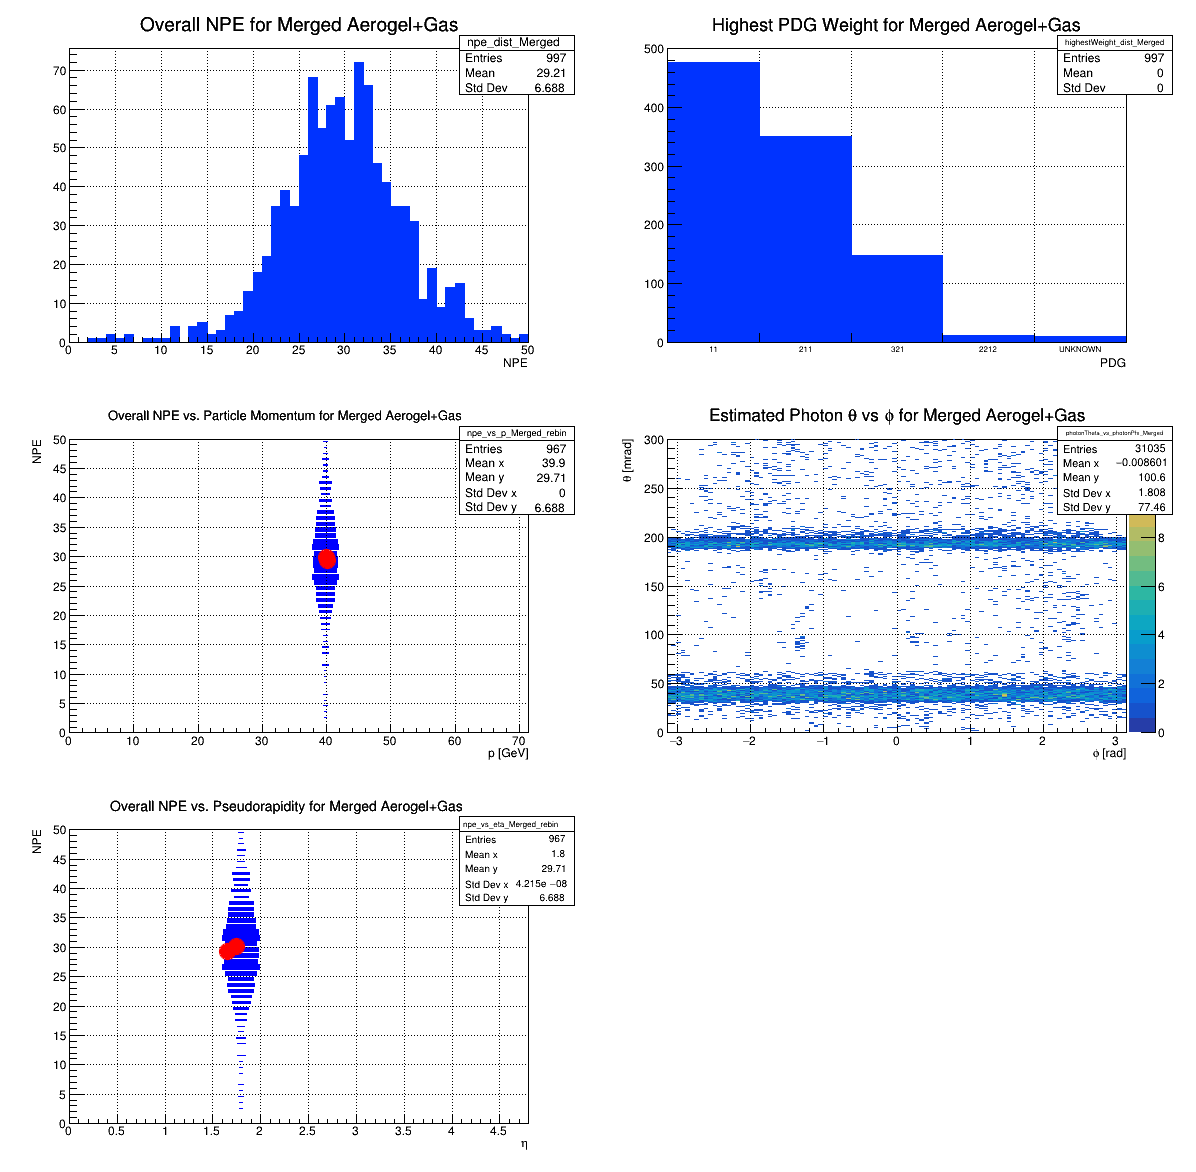 Overall NPE for Merged Aerogel+Gas
npe_dist_Merged
Entries 997
Mean 29.21
Std Dev 6.688
70
60
50
40
30
20
10
0
0 5 10 15 20 25 30 35 40 45 50
NPE
Highest PDG Weight for Merged Aerogel+Gas
highestWeight_dist_Merged
Entries 997
Mean 0
Std Dev 0
500
400
300
200
100
0
11 211 321 2212 UNKNOWN
PDG
Overall NPE vs. Particle Momentum for Merged Aerogel+Gas
npe_vs_p_Merged_rebin
Entries 967
Mean x 39.9
Mean y 29.71
Std Dev x 0
Std Dev y 6.688
NPE
50
45
40
35
30
25
20
15
10
5
0
0 10 20 30 40 50 60 70
p [GeV]
Estimated Photon θ vs ϕ for Merged Aerogel+Gas
photonTheta_vs_photonPhi_Merged
Entries 31035
Mean x −0.008601
Mean y 100.6
Std Dev x 1.808
Std Dev y 77.46
θ [mrad]
300
250
200
150
100
50
0
−3 −2 −1 0 1 2 3
ϕ [rad]
8
6
4
2
0
Overall NPE vs. Pseudorapidity for Merged Aerogel+Gas
npe_vs_eta_Merged_rebin
Entries 967
Mean x 1.8
Mean y 29.71
Std Dev x 4.215e −08
Std Dev y 6.688
NPE
50
45
40
35
30
25
20
15
10
5
0
0 0.5 1 1.5 2 2.5 3 3.5 4 4.5
η